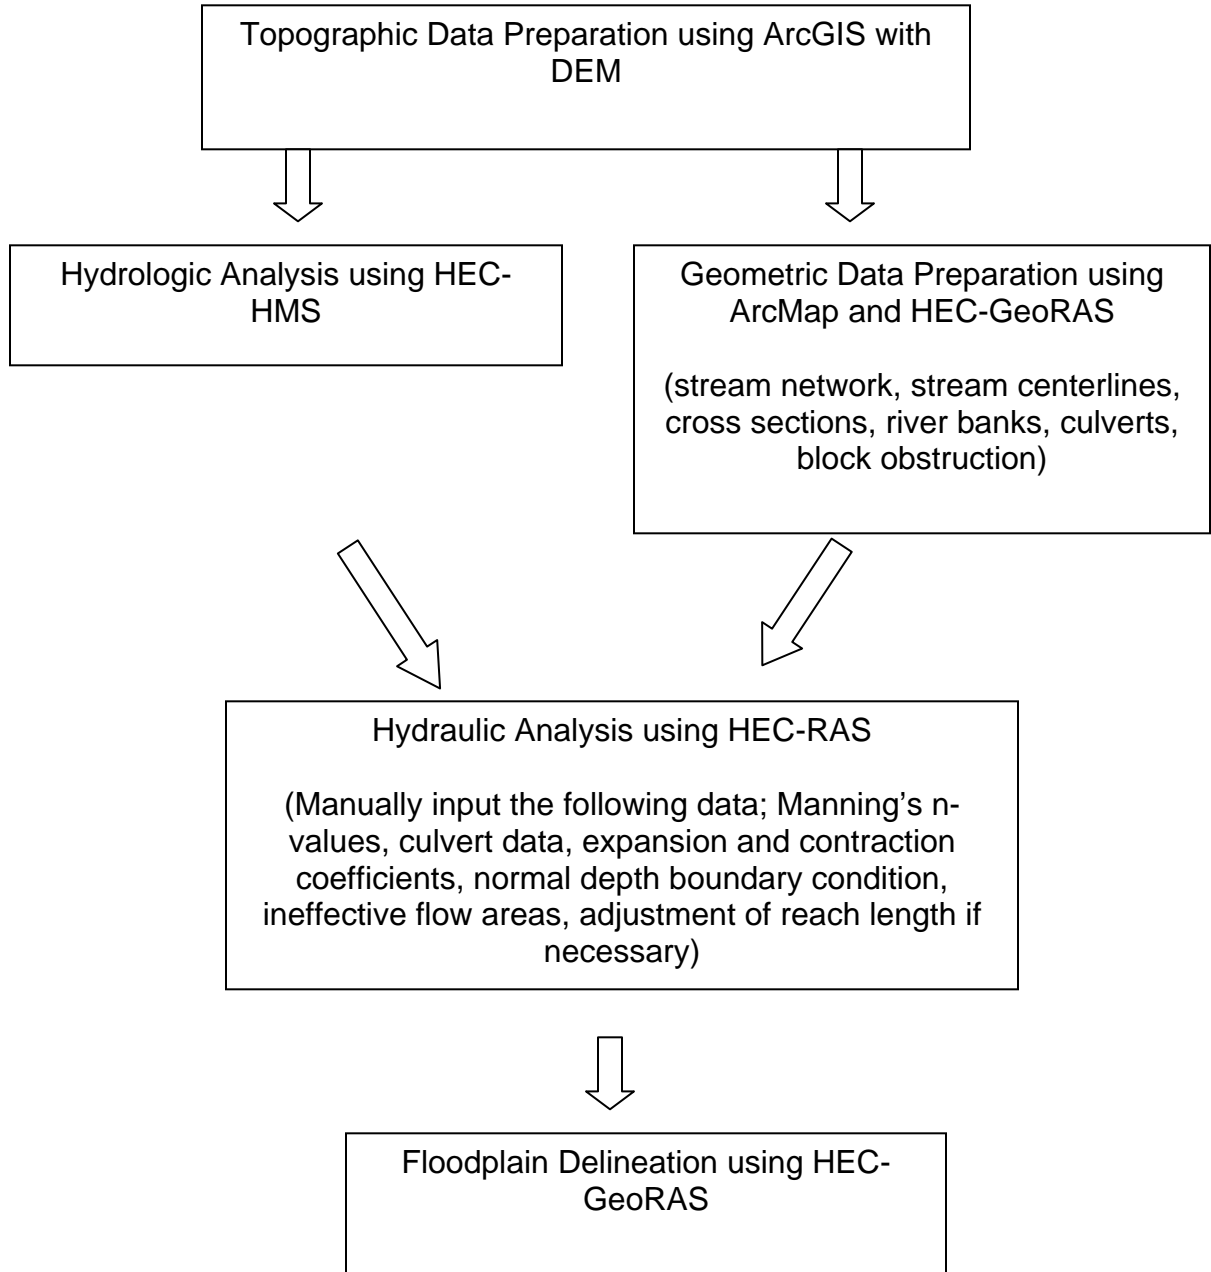 Topographic Data Preparation using ArcGIS with
DEM
Hydrologic Analysis using HEC-
HMS
Geometric Data Preparation using
ArcMap and HEC-GeoRAS
(stream network, stream centerlines,
cross sections, river banks, culverts,
block obstruction)
Hydraulic Analysis using HEC-RAS
(Manually input the following data; Manning’s n-
values, culvert data, expansion and contraction
coefficients, normal depth boundary condition,
ineffective flow areas, adjustment of reach length if
necessary)
Floodplain Delineation using HEC-
GeoRAS